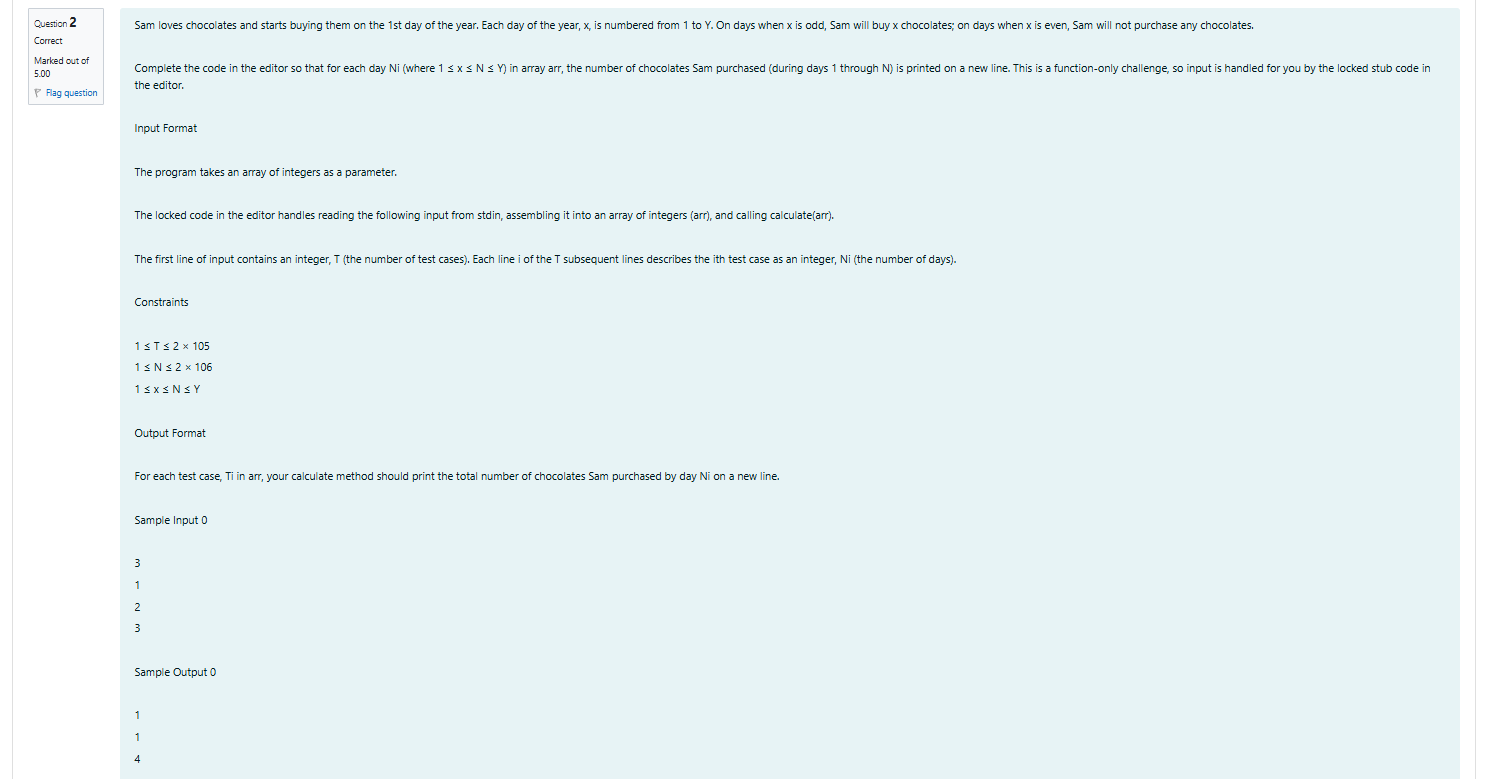 Question 2
Correct
Marked out of
5.00
Flag question
Sam loves chocolates and starts buying them on the 1st day of the year. Each day of the year, x, is numbered from 1 to Y. On days when x is odd, Sam will buy x chocolates; on days when x is even, Sam will not purchase any chocolates.
Complete the code in the editor so that for each day Ni (where 1 ≤ x ≤ N ≤ Y) in array arr, the number of chocolates Sam purchased (during days 1 through N) is printed on a new line. This is a function-only challenge, so input is handled for you by the locked stub code in
the editor.
Input Format
The program takes an array of integers as a parameter.
The locked code in the editor handles reading the following input from stdin, assembling it into an array of integers (arr), and calling calculate(arr).
The first line of input contains an integer, T (the number of test cases). Each line i of the T subsequent lines describes the ith test case as an integer, Ni (the number of days).
Constraints
1 ≤ T ≤ 2 × 105
1 ≤ N ≤ 2 × 106
1 ≤ x ≤ N ≤ Y
Output Format
For each test case, Ti in arr, your calculate method should print the total number of chocolates Sam purchased by day Ni on a new line.
Sample Input 0
3
1
2
3
Sample Output 0
1
1
4